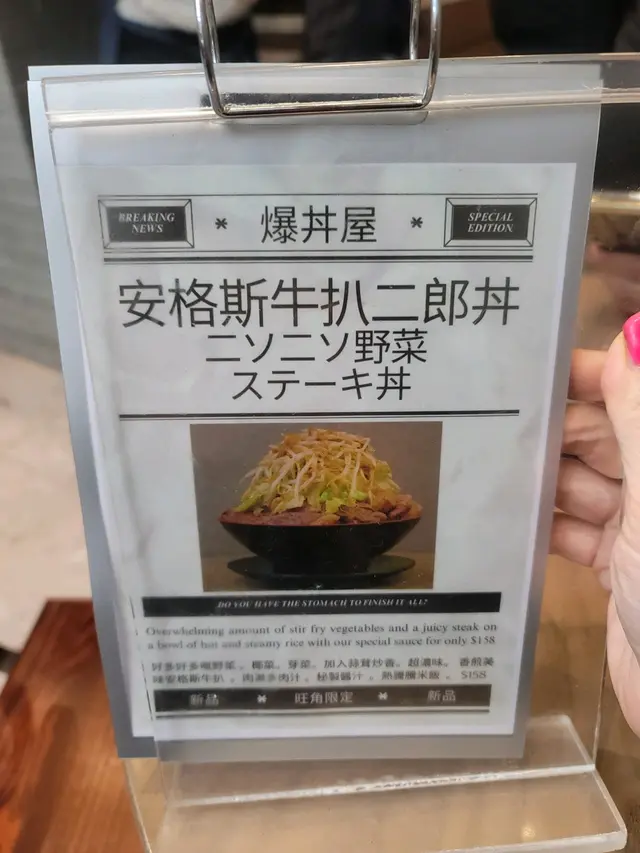 BREAKING NEWS
* 爆丼屋 *
SPECIAL EDITION
安格斯牛扒二郎丼
ニソニソ野菜
ステーキ丼
DO YOU HAVE THE STOMACH TO FINISH IT ALL?
Overwhelming amount of stir fry vegetables and a juicy steak on
a bowl of hot and steamy rice with our special sauce for only $158
好多好多嘅野菜。椰菜。芽菜。加入蒜茸炒香。超濃味。香煎美
味安格斯牛扒。肉滿多肉汁。秘製醬汁。熱騰騰米飯。$158
新品 * 旺角限定 * 新品